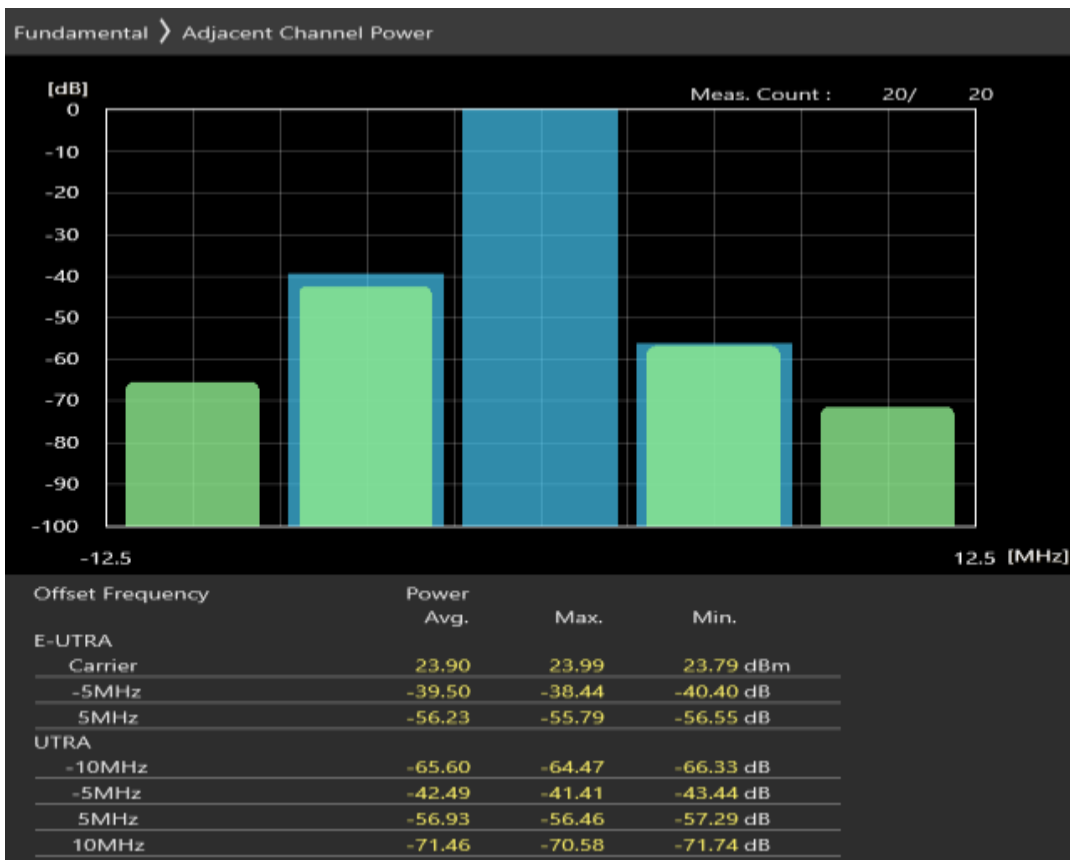 Fundamental ❯ Adjacent Channel Power
[dB]
Meas. Count : 20/ 20
0
-10
-20
-30
-40
-50
-60
-70
-80
-90
-100
-12.5 12.5 [MHz]
Offset Frequency Power
Avg. Max. Min.
E-UTRA
Carrier 23.90 23.99 23.79 dBm
-5MHz -39.50 -38.44 -40.40 dB
5MHz -56.23 -55.79 -56.55 dB
UTRA
-10MHz -65.60 -64.47 -66.33 dB
-5MHz -42.49 -41.41 -43.44 dB
5MHz -56.93 -56.46 -57.29 dB
10MHz -71.46 -70.58 -71.74 dB